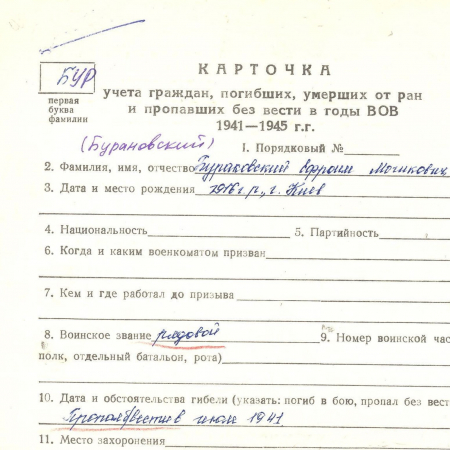 БУР
КАРТОЧКА
первая
буква
фамилии
учета граждан, погибших, умерших от ран
и пропавших без вести в годы ВОВ
1941—1945 г.г.
(Бурановский)
1. Порядковый №
2. Фамилия, имя, отчество Бураковский Эфроим
3. Дата и место рождения 1916 г.р., г. Киев
4. Национальность 5. Партийность
6. Когда и каким военкоматом призван
7. Кем и где работал до призыва
8. Воинское звание рядовой 9. Номер воинской час
полк, отдельный батальон, рота)
10. Дата и обстоятельства гибели (указать: погиб в бою, пропал без вест
Пропал б/вести в 1941
11. Место захоронения